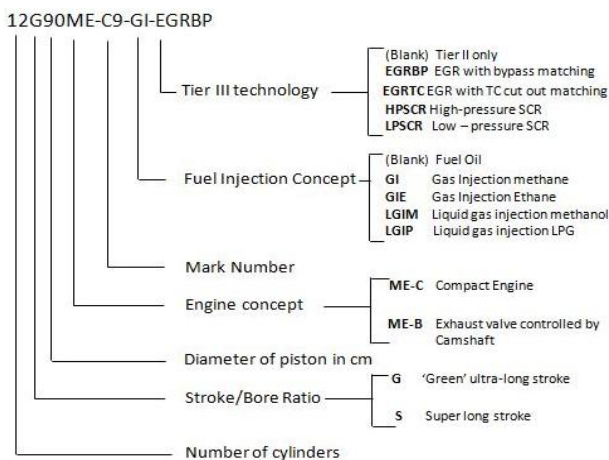 12G90ME-C9-GI-EGRBP
Tier III technology
(Blank) Tier II only
EGRBP EGR with bypass matching
EGRTC EGR with TC cut out matching
HPSCR High-pressure SCR
LPSCR Low – pressure SCR
Fuel Injection Concept
(Blank) Fuel Oil
GI Gas Injection methane
GIE Gas Injection Ethane
LGIM Liquid gas injection methanol
LGIP Liquid gas injection LPG
Mark Number
Engine concept
ME-C Compact Engine
ME-B Exhaust valve controlled by
Camshaft
Diameter of piston in cm
Stroke/Bore Ratio
G ‘Green’ ultra-long stroke
S Super long stroke
Number of cylinders